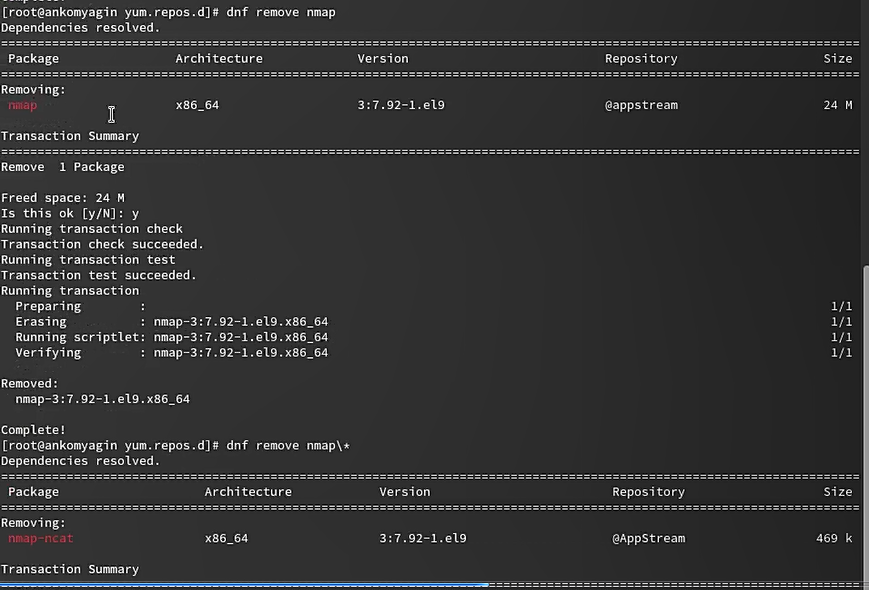 [root@ankomyagin yum.repos.d]# dnf remove nmap
Dependencies resolved.
================================================================================
Package Architecture Version Repository Size
================================================================================
Removing:
nmap x86_64 3:7.92-1.el9 @appstream 24 M
Transaction Summary
================================================================================
Remove 1 Package
Freed space: 24 M
Is this ok [y/N]: y
Running transaction check
Transaction check succeeded.
Running transaction test
Transaction test succeeded.
Running transaction
Preparing : 1/1
Erasing : nmap-3:7.92-1.el9.x86_64 1/1
Running scriptlet: nmap-3:7.92-1.el9.x86_64 1/1
Verifying : nmap-3:7.92-1.el9.x86_64 1/1
Removed:
nmap-3:7.92-1.el9.x86_64
Complete!
[root@ankomyagin yum.repos.d]# dnf remove nmap\*
Dependencies resolved.
================================================================================
Package Architecture Version Repository Size
================================================================================
Removing:
nmap-ncat x86_64 3:7.92-1.el9 @AppStream 469 k
Transaction Summary
================================================================================